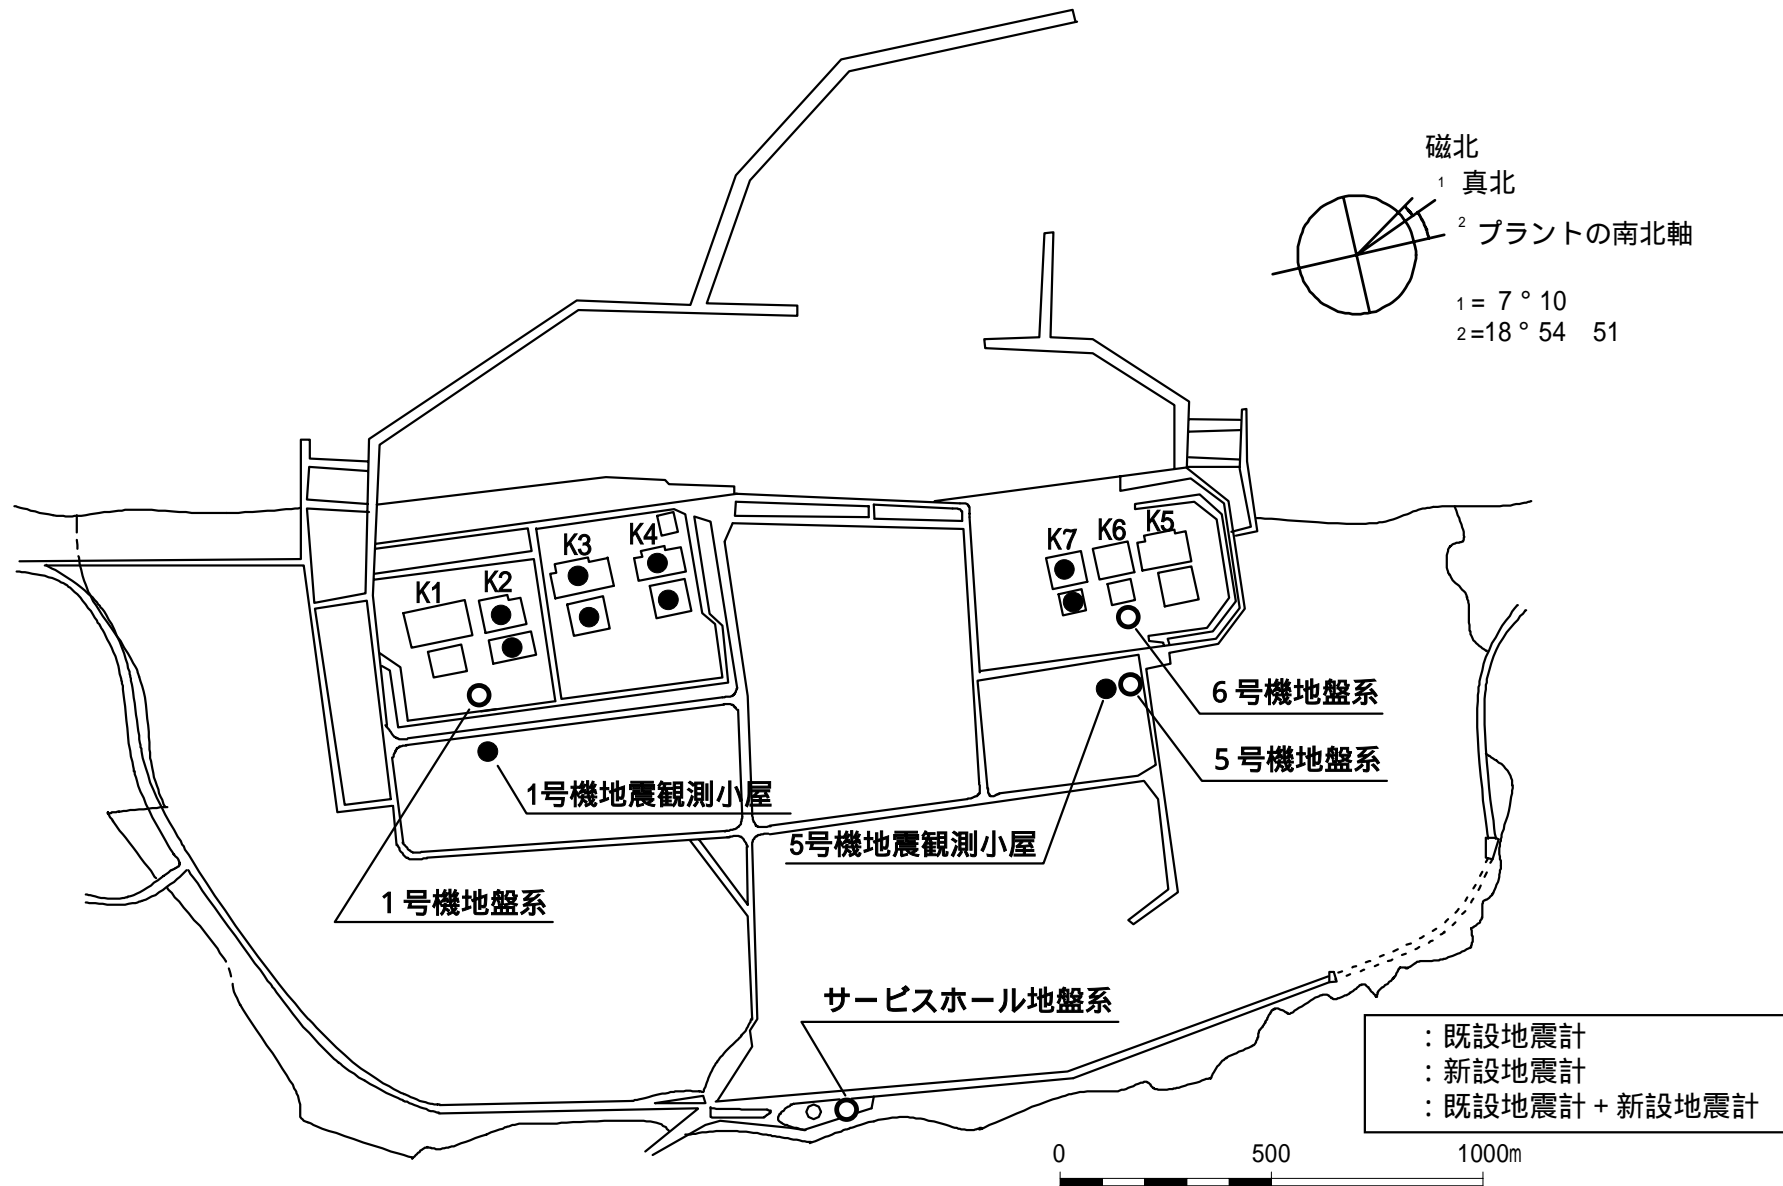 磁北
1 真北
2 プラントの南北軸
1 = 7 ° 10
2 =18 ° 54 51
K1
K2
K3
K4
K7
K6
K5
6 号機地盤系
5 号機地盤系
1号機地震観測小屋
5号機地震観測小屋
1 号機地盤系
サービスホール地盤系
: 既設地震計
: 新設地震計
: 既設地震計 + 新設地震計
0 500 1000m